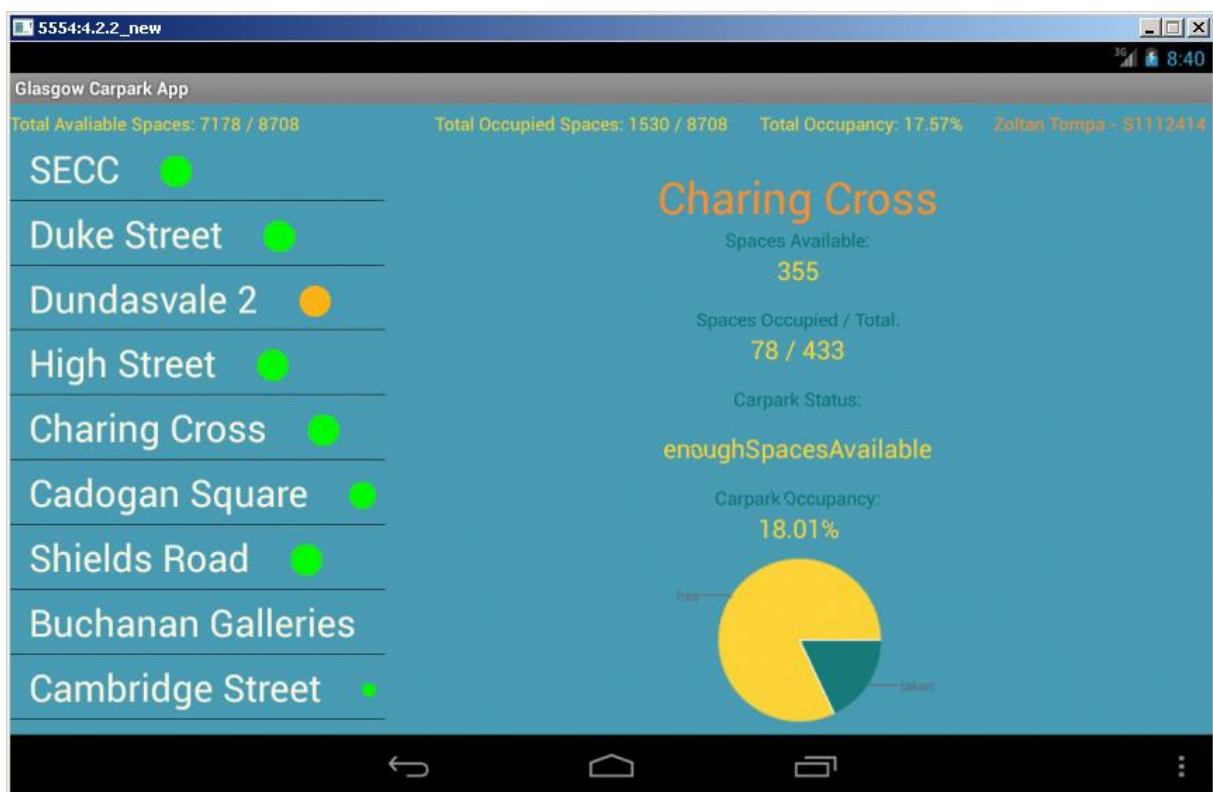 5554:4.2.2_new
3G 8:40
Glasgow Carpark App
Total Avaliable Spaces: 7178 / 8708 Total Occupied Spaces: 1530 / 8708 Total Occupancy: 17.57% Zoltan Tompa - S1112414
SECC
Duke Street
Dundasvale 2
High Street
Charing Cross
Cadogan Square
Shields Road
Buchanan Galleries
Cambridge Street
Charing Cross
Spaces Available:
355
Spaces Occupied / Total:
78 / 433
Carpark Status:
enoughSpacesAvailable
Carpark Occupancy:
18.01%
free
taken